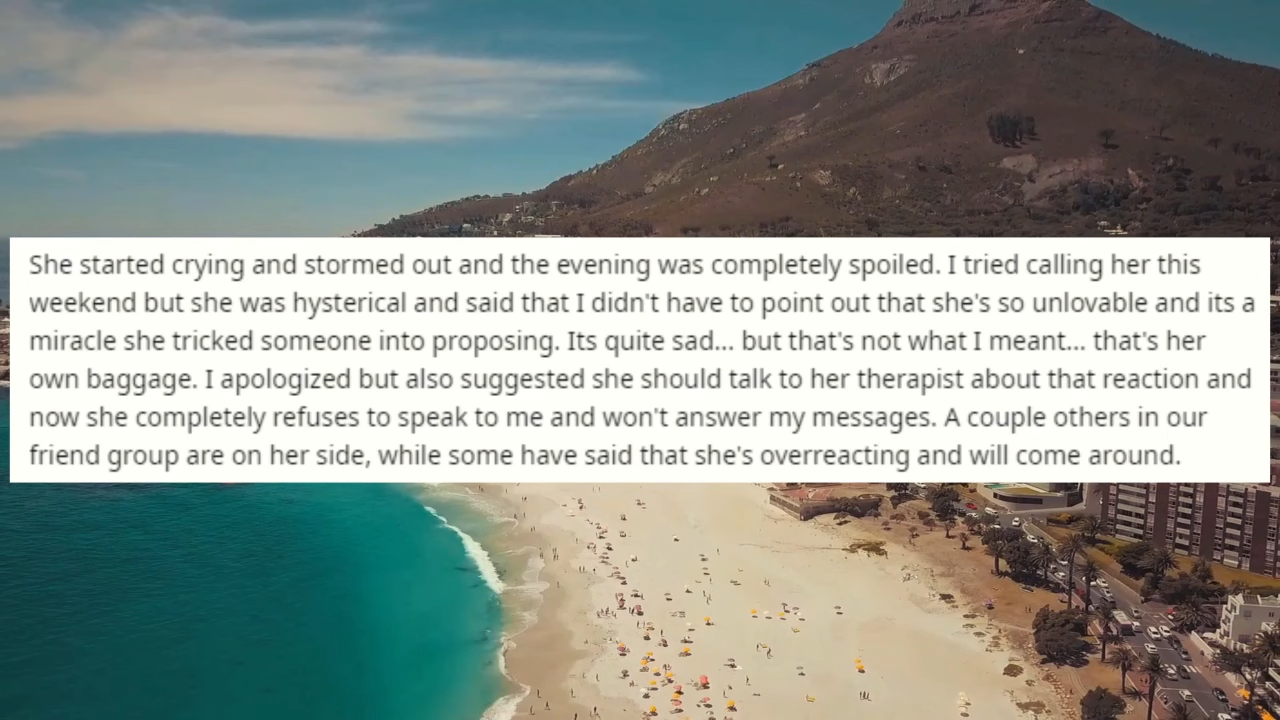 She started crying and stormed out and the evening was completely spoiled. I tried calling her this
weekend but she was hysterical and said that I didn't have to point out that she's so unlovable and its a
miracle she tricked someone into proposing. Its quite sad... but that's not what I meant... that's her
own baggage. I apologized but also suggested she should talk to her therapist about that reaction and
now she completely refuses to speak to me and won't answer my messages. A couple others in our
friend group are on her side, while some have said that she's overreacting and will come around.